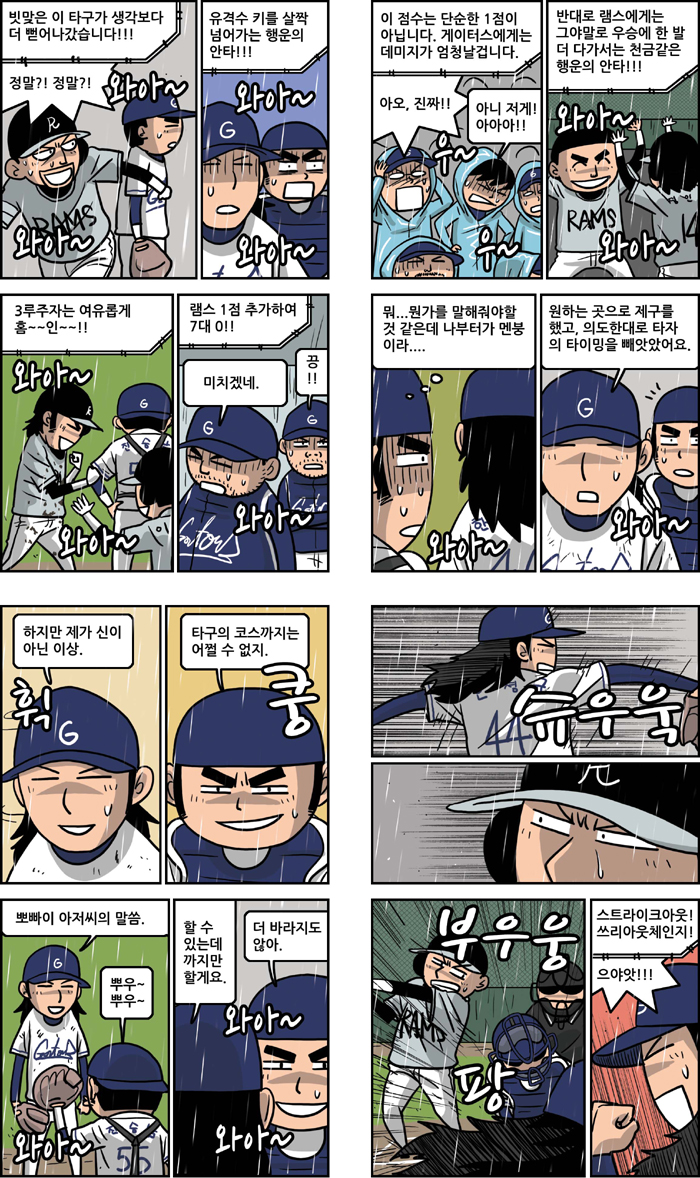 빗맞은 이 타구가 생각보다
더 뻗어나갔습니다!!!
정말?! 정말?!
와아~
R
G
RAMS
와아~
유격수 키를 살짝
넘어가는 행운의
안타!!!
와아~
G
와아~
3루주자는 여유롭게
홈~~인~~!!
와아~
G
와아~
램스 1점 추가하여
7대 0!!
미치겠네.
끙
!!
G
G
와아~
이 점수는 단순한 1점이
아닙니다. 게이터스에게는
데미지가 엄청날겁니다.
아오, 진짜!!
아니 저게!
아아아!!
우~
우~
반대로 램스에게는
그야말로 우승에 한 발
더 다가서는 천금같은
행운의 안타!!!
와아~
RAMS
와아~
뭐...뭔가를 말해줘야할
것 같은데 나부터가 멘붕
이라....
와아~
원하는 곳으로 제구를
했고, 의도한대로 타자
의 타이밍을 빼앗았어요.
G
와아~
하지만 제가 신이
아닌 이상.
휙
G
타구의 코스까지는
어쩔 수 없지.
쿵
뽀빠이 아저씨의 말씀.
G
뿌우~
뿌우~
와아~
55
할 수
있는데
까지만
할게요.
더 바라지도
않아.
와아~
와아~
G
44
슈우욱
R
부우웅
RAMS
팡
스트라이크아웃!
쓰리아웃체인지!
으야앗!!!